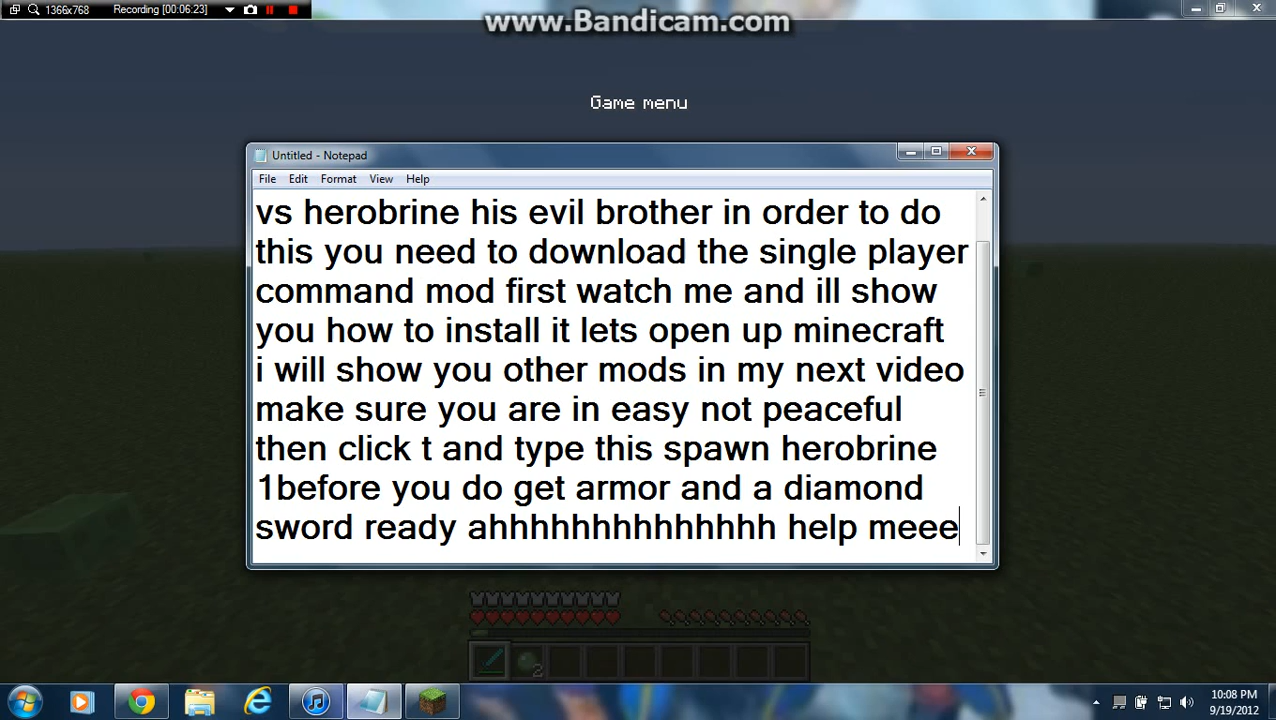 1366x768 Recording [00:06:23]
www.Bandicam.com
Game menu
Untitled - Notepad
File Edit Format View Help
vs herobrine his evil brother in order to do
this you need to download the single player
command mod first watch me and ill show
you how to install it lets open up minecraft
i will show you other mods in my next video
make sure you are in easy not peaceful
then click t and type this spawn herobrine
1before you do get armor and a diamond
sword ready ahhhhhhhhhhhhhh help meee
2
10:08 PM
9/19/2012